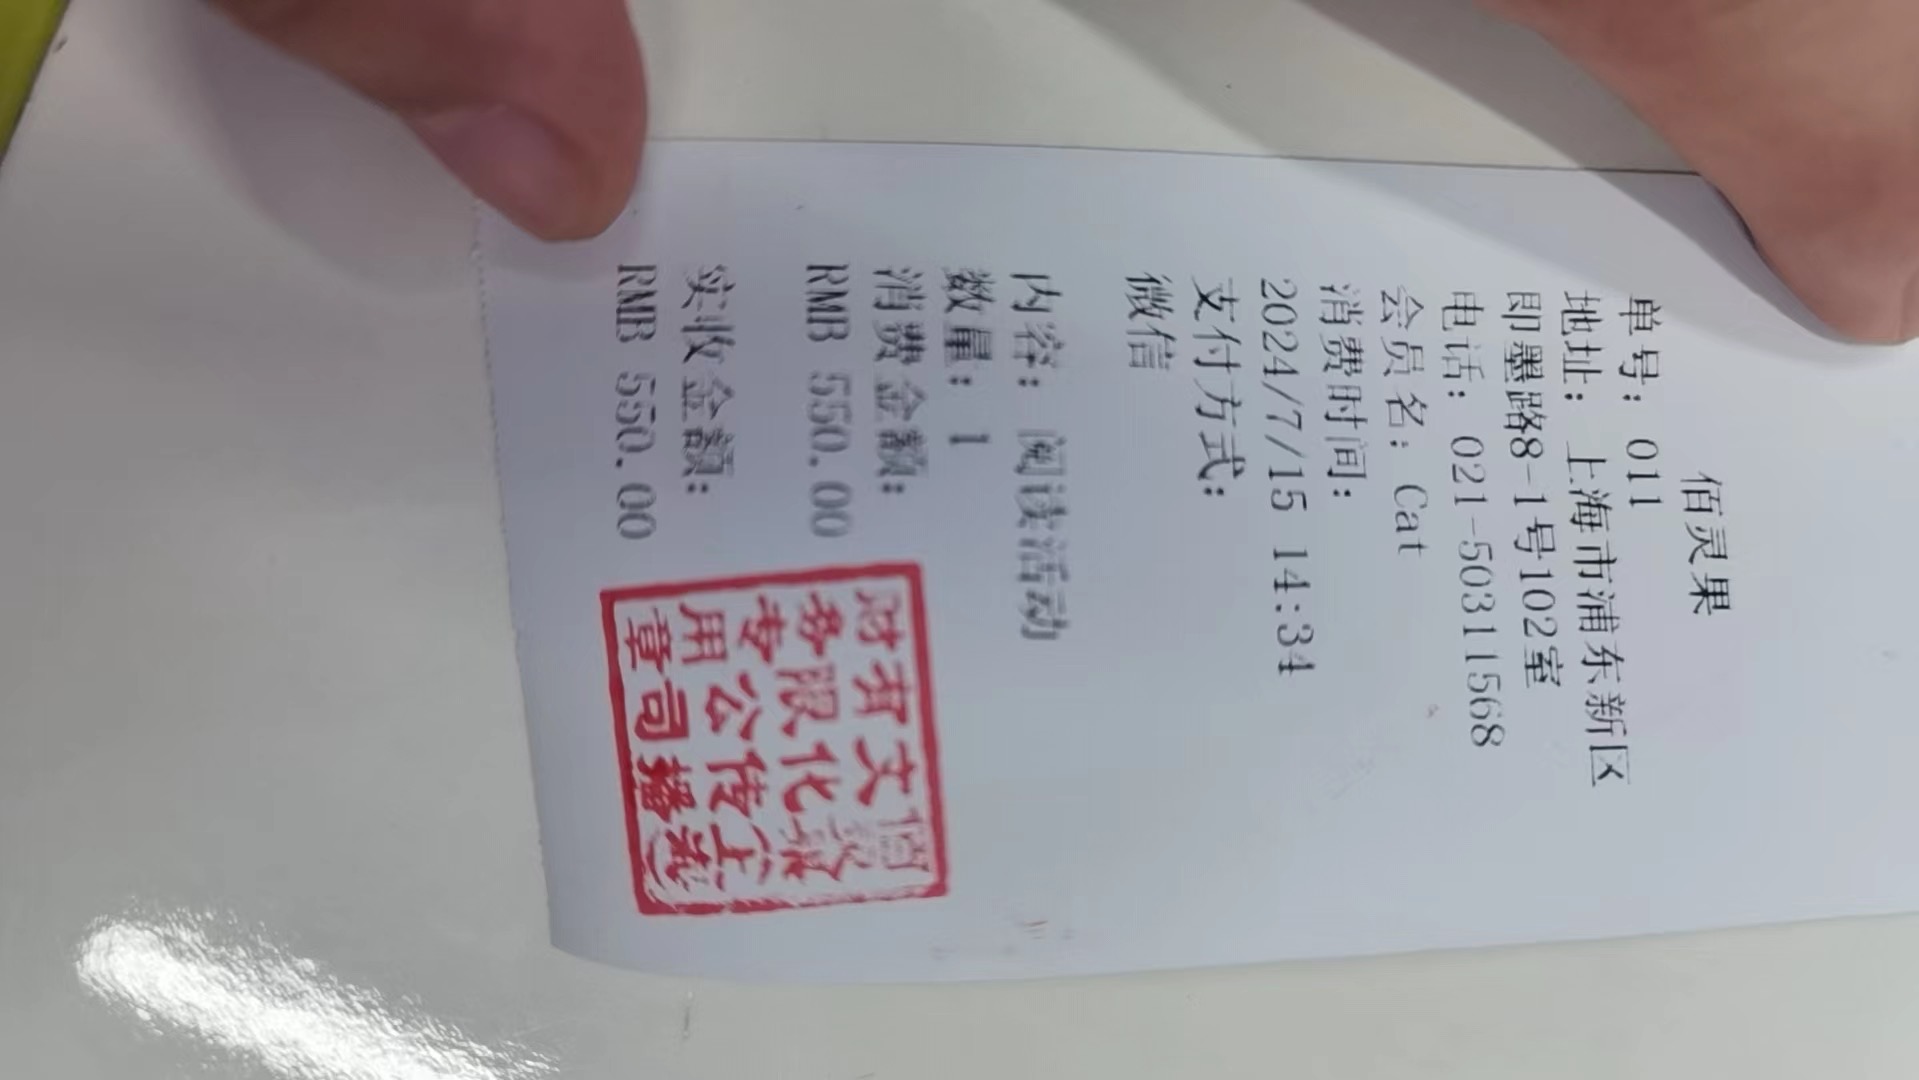 佰灵果
单号：011
地址：上海市浦东新区
即墨路8-1号102室
电话：021-50311568
会员名：Cat
消费时间：
2024/7/15 14:34
支付方式：
微信
内容：阅读活动
数量：1
消费金额：
RMB 550.00
实收金额：
RMB 550.00
文化传播
有限公司
财务专用章